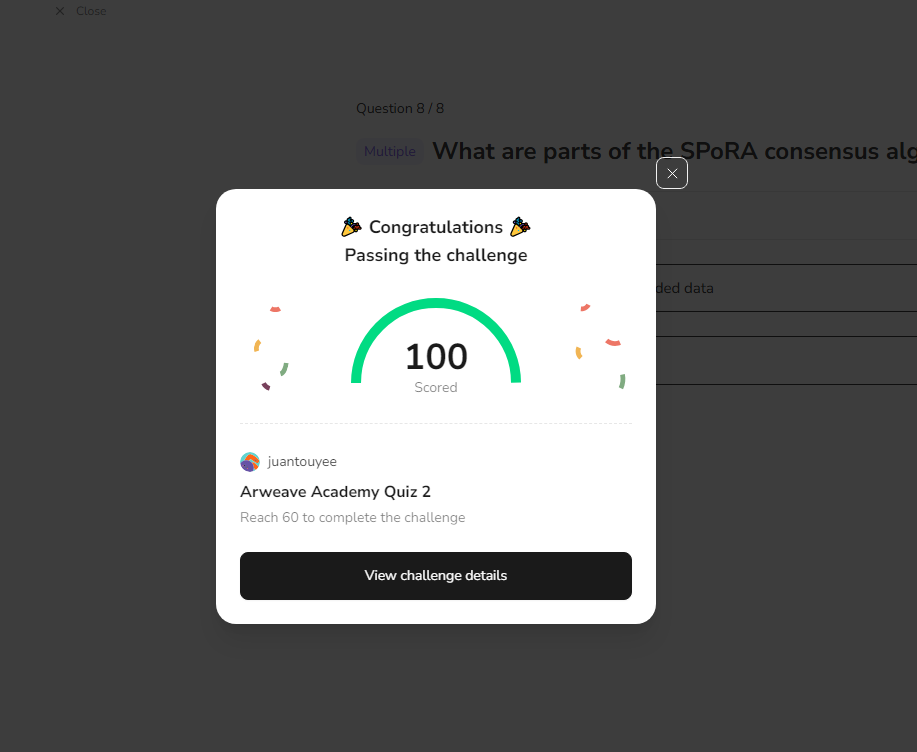 Close
Question 8 / 8
Multiple What are parts of the SPoRA consensus
🎉 Congratulations 🎉
Passing the challenge
ded data
100
Scored
juantouyee
Arweave Academy Quiz 2
Reach 60 to complete the challenge
View challenge details